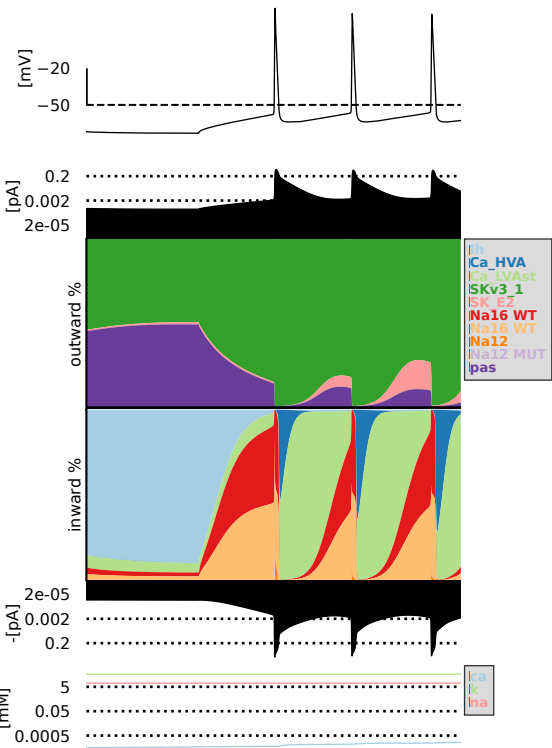 [mV]
−20
−50
[pA]
0.2
0.002
2e-05
outward %
Ih
Ca_HVA
Ca_LVAst
SKv3_1
SK_E2
Na16 WT
Na16 WT
Na12
Na12 MUT
pas
inward %
-[pA]
2e-05
0.002
0.2
[mM]
5
0.05
0.0005
ca
k
na